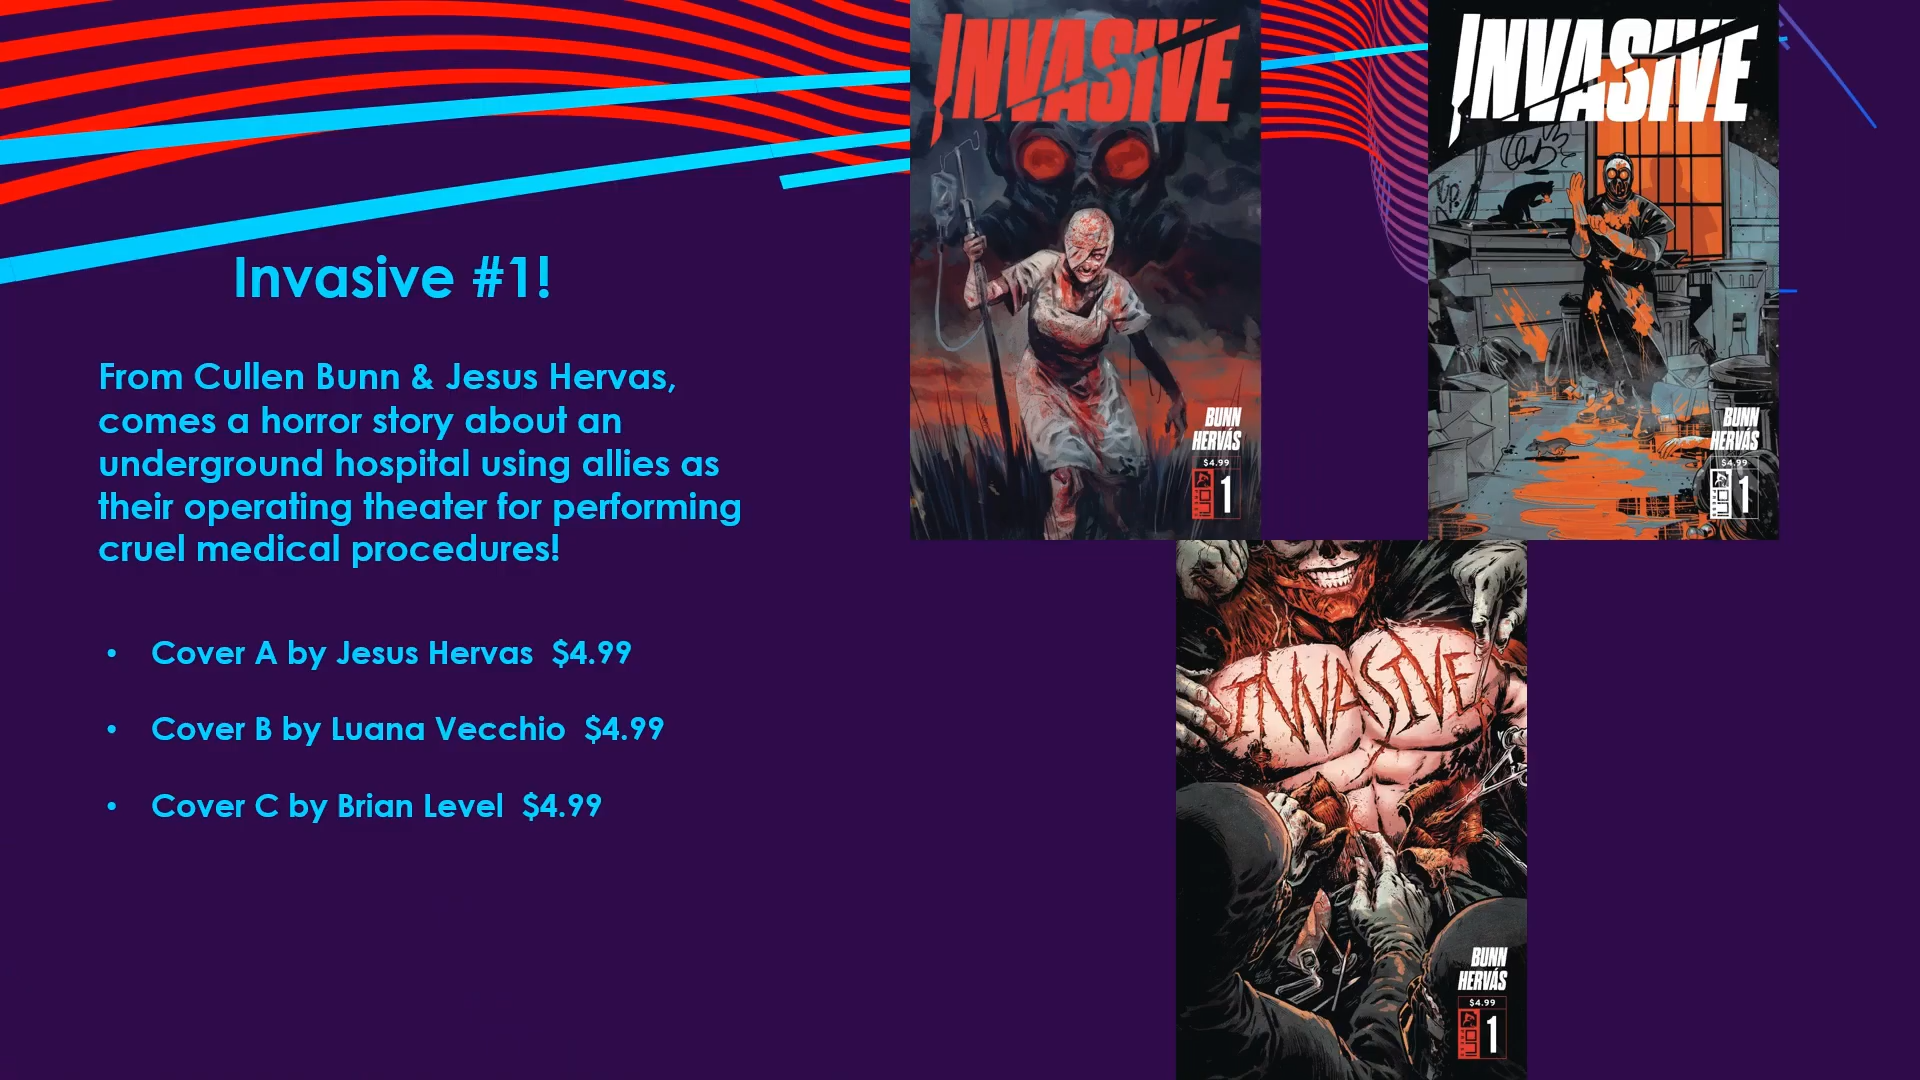 Invasive #1!
From Cullen Bunn & Jesus Hervas,
comes a horror story about an
underground hospital using allies as
their operating theater for performing
cruel medical procedures!
• Cover A by Jesus Hervas $4.99
• Cover B by Luana Vecchio $4.99
• Cover C by Brian Level $4.99
INVASIVE
BUNN
HERVÁS
$4.99
1
INVASIVE
BUNN
HERVÁS
$4.99
1
INVASIVE
BUNN
HERVÁS
$4.99
1